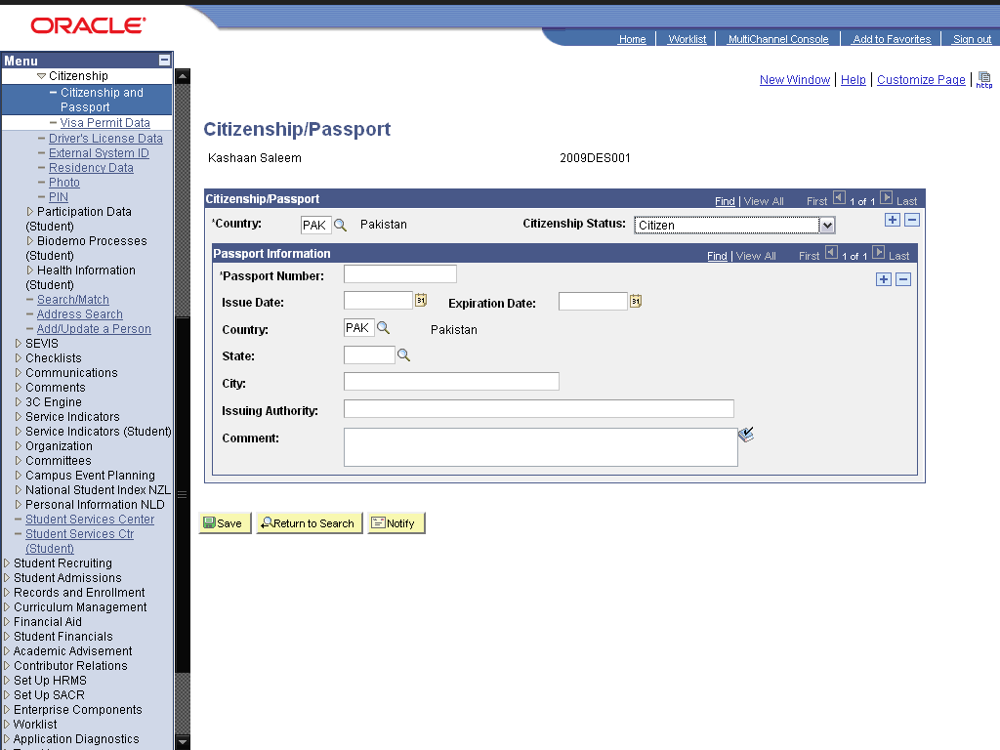 ORACLE
Home Worklist MultiChannel Console Add to Favorites Sign out
New Window Help Customize Page http
Menu
Citizenship
Citizenship and
Passport
Visa Permit Data
Driver's License Data
External System ID
Residency Data
Photo
PIN
Participation Data
(Student)
Biodemo Processes
(Student)
Health Information
(Student)
Search/Match
Address Search
Add/Update a Person
SEVIS
Checklists
Communications
Comments
3C Engine
Service Indicators
Service Indicators (Student)
Organization
Committees
Campus Event Planning
National Student Index NZL
Personal Information NLD
Student Services Center
Student Services Ctr
(Student)
Student Recruiting
Student Admissions
Records and Enrollment
Curriculum Management
Financial Aid
Student Financials
Academic Advisement
Contributor Relations
Set Up HRMS
Set Up SACR
Enterprise Components
Worklist
Application Diagnostics
Citizenship/Passport
Kashaan Saleem 2009DES001
Citizenship/Passport Find | View All First 1 of 1 Last
*Country: PAK Pakistan Citizenship Status: Citizen
Passport Information Find | View All First 1 of 1 Last
*Passport Number:
Issue Date: 31 Expiration Date: 31
Country: PAK Pakistan
State:
City:
Issuing Authority:
Comment:
Save Return to Search Notify